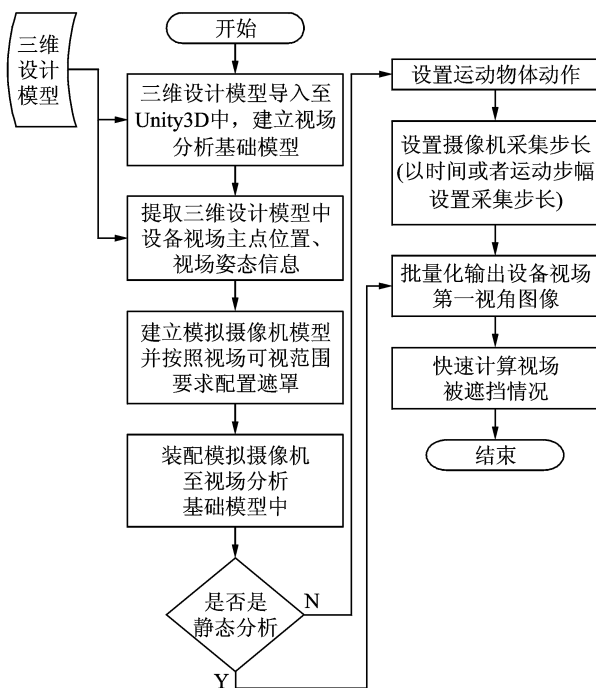 三维
设计
模型
开始
三维设计模型导入至
Unity3D中，建立视场
分析基础模型
提取三维设计模型中
设备视场主点位置、
视场姿态信息
建立模拟摄像机模型
并按照视场可视范围
要求配置遮罩
装配模拟摄像机
至视场分析
基础模型中
是否是
静态分析
N
Y
设置运动物体动作
设置摄像机采集步长
(以时间或者运动步幅
设置采集步长)
批量化输出设备视场
第一视角图像
快速计算视场
被遮挡情况
结束